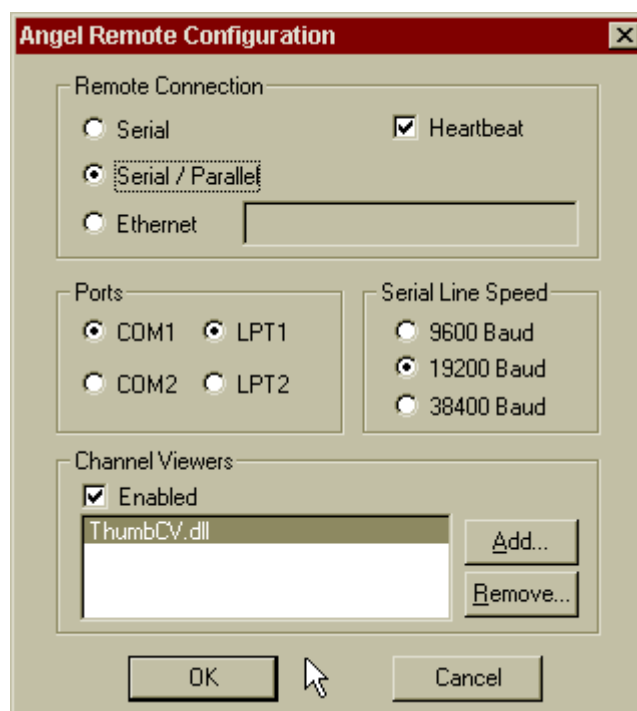 Angel Remote Configuration
Remote Connection
Serial
Heartbeat
Serial / Parallel
Ethernet
Ports
COM1
LPT1
COM2
LPT2
Serial Line Speed
9600 Baud
19200 Baud
38400 Baud
Channel Viewers
Enabled
ThumbCV.dll
Add...
Remove...
OK
Cancel